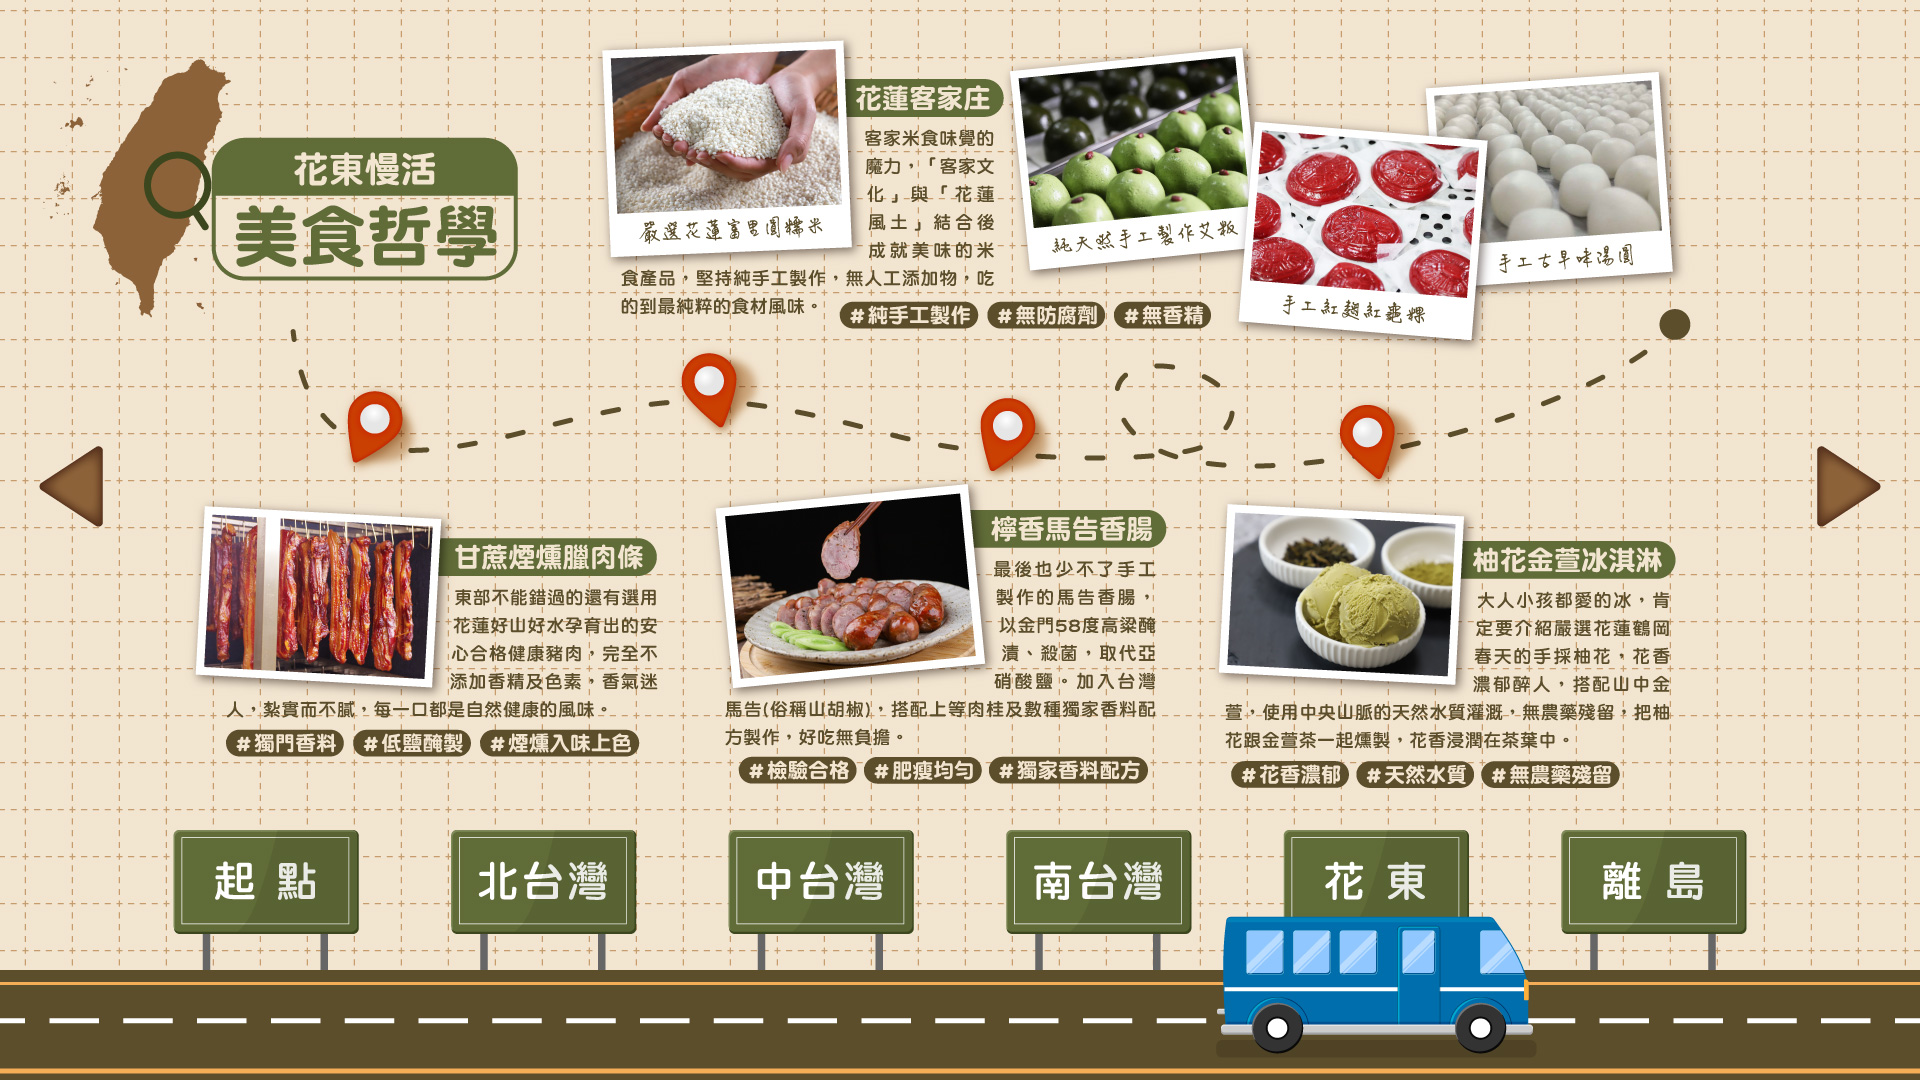 花東慢活
美食哲學
嚴選花蓮富里圓糯米
花蓮客家庄
客家米食味覺的
魔力，「客家文
化」與「花蓮
風土」結合後
成就美味的米
食產品，堅持純手工製作，無人工添加物，吃
的到最純粹的食材風味。
#純手工製作 #無防腐劑 #無香精
純天然手工製作艾粄
手工紅麴紅龜粿
手工古早味湯圓
甘蔗煙燻臘肉條
東部不能錯過的還有選用
花蓮好山好水孕育出的安
心合格健康豬肉，完全不
添加香精及色素，香氣迷
人，紮實而不膩，每一口都是自然健康的風味。
#獨門香料 #低鹽醃製 #煙燻入味上色
檸香馬告香腸
最後也少不了手工
製作的馬告香腸，
以金門58度高粱醃
漬、殺菌，取代亞
硝酸鹽。加入台灣
馬告(俗稱山胡椒)，搭配上等肉桂及數種獨家香料配
方製作，好吃無負擔。
#檢驗合格 #肥瘦均勻 #獨家香料配方
柚花金萱冰淇淋
大人小孩都愛的冰，肯
定要介紹嚴選花蓮鶴岡
春天的手採柚花，花香
濃郁醉人，搭配山中金
萱，使用中央山脈的天然水質灌溉，無農藥殘留，把柚
花跟金萱茶一起燻製，花香浸潤在茶葉中。
#花香濃郁 #天然水質 #無農藥殘留
起點
北台灣
中台灣
南台灣
花東
離島